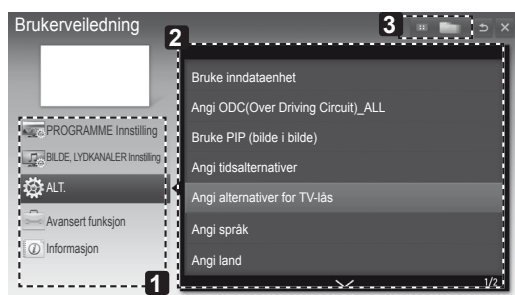 Brukerveiledning
2
3
PROGRAMME Innstilling
BILDE, LYDKANALER Innstilling
ALT.
Avansert funksjon
Informasjon
1
Bruke inndataenhet
Angi ODC(Over Driving Circuit)_ALL
Bruke PIP (bilde i bilde)
Angi tidsalternativer
Angi alternativer for TV-lås
Angi språk
Angi land
1/2